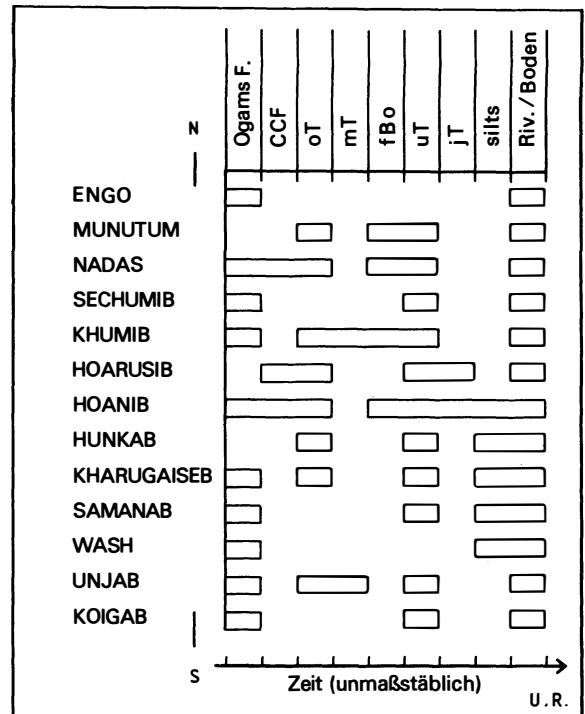 Ogams F.
CCF
oT
mT
fBo
uT
jT
silts
Riv./Boden
N
ENGO
MUNUTUM
NADAS
SECHUMIB
KHUMIB
HOARUSIB
HOANIB
HUNKAB
KHARUGAISEB
SAMANAB
WASH
UNJAB
KOIGAB
S
Zeit (unmaßstäblich)
U.R.